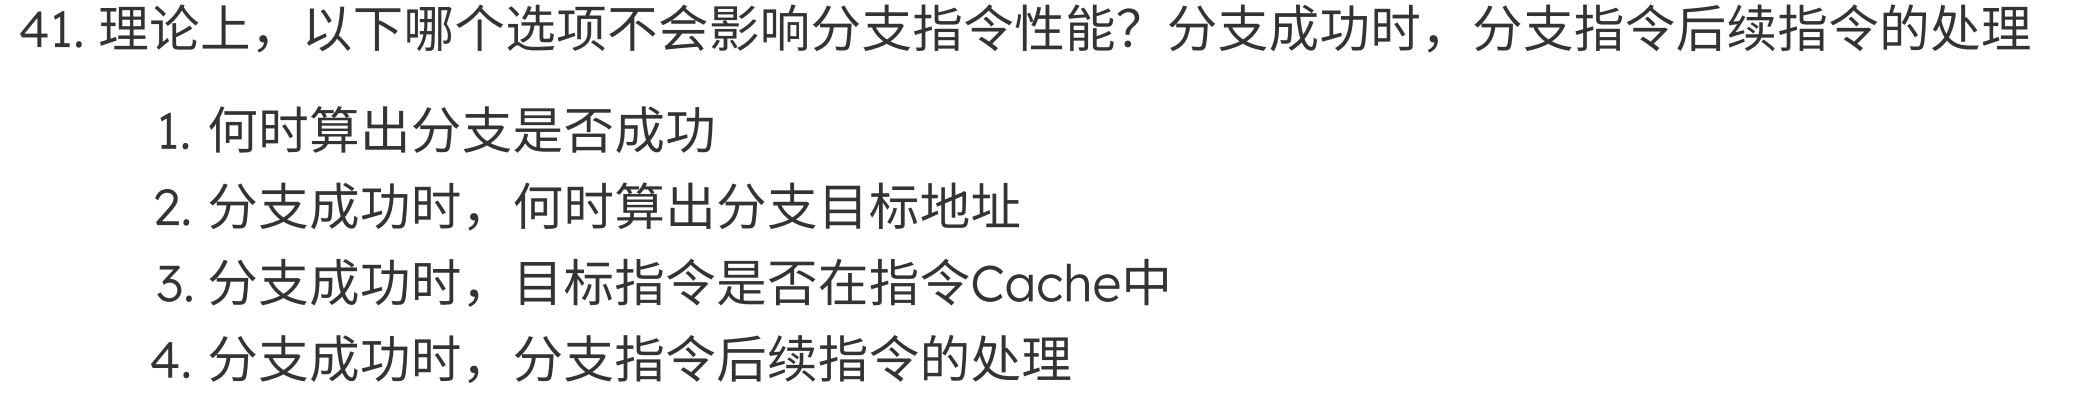 41. 理论上，以下哪个选项不会影响分支指令性能？分支成功时，分支指令后续指令的处理
1. 何时算出分支是否成功
2. 分支成功时，何时算出分支目标地址
3. 分支成功时，目标指令是否在指令Cache中
4. 分支成功时，分支指令后续指令的处理